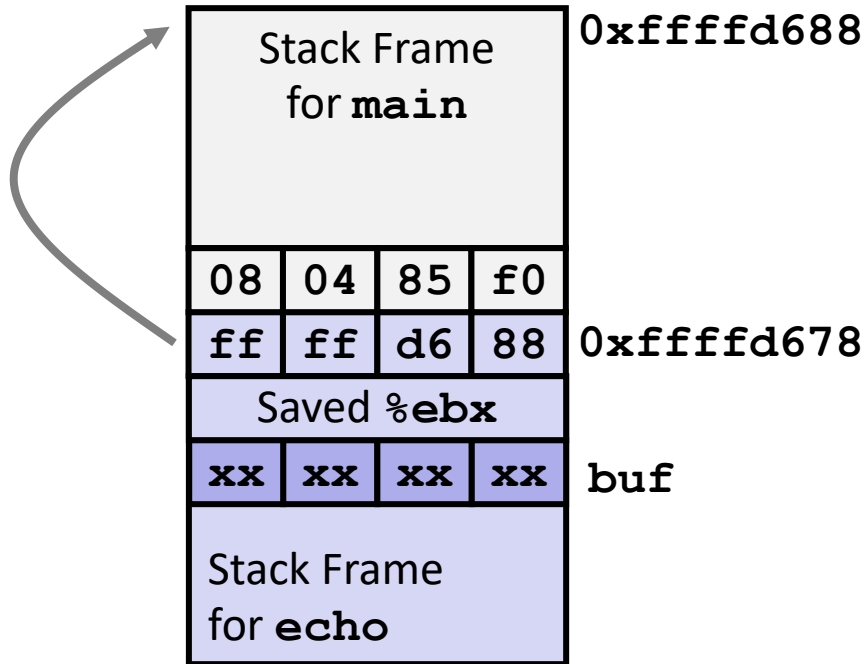 Stack Frame
for main
0xffffd688
08 04 85 f0
ff ff d6 88
0xffffd678
Saved %ebx
xx xx xx xx
buf
Stack Frame
for echo